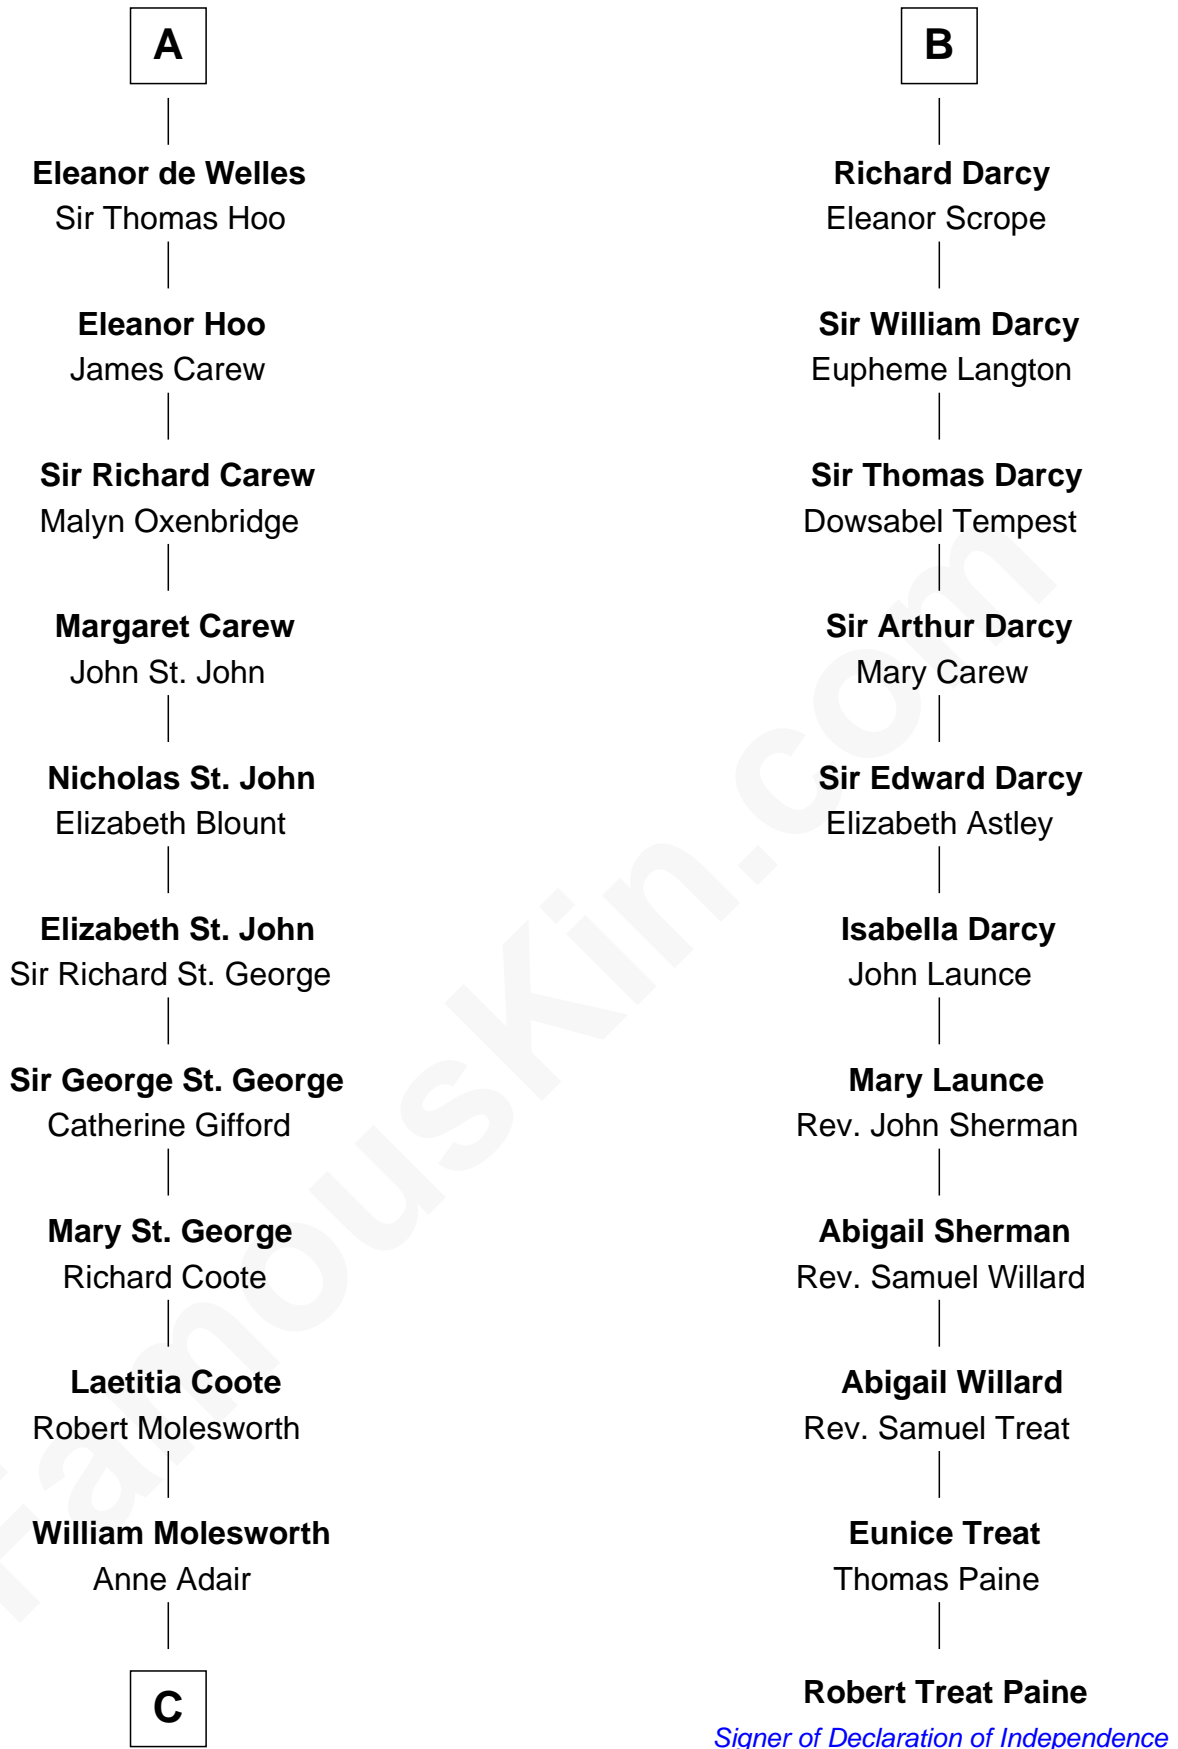 A
Eleanor de Welles
Sir Thomas Hoo
Eleanor Hoo
James Carew
Sir Richard Carew
Malyn Oxenbridge
Margaret Carew
John St. John
Nicholas St. John
Elizabeth Blount
Elizabeth St. John
Sir Richard St. George
Sir George St. George
Catherine Gifford
Mary St. George
Richard Coote
Laetitia Coote
Robert Molesworth
William Molesworth
Anne Adair
C
B
Richard Darcy
Eleanor Scrope
Sir William Darcy
Eupheme Langton
Sir Thomas Darcy
Dowsabel Tempest
Sir Arthur Darcy
Mary Carew
Sir Edward Darcy
Elizabeth Astley
Isabella Darcy
John Launce
Mary Launce
Rev. John Sherman
Abigail Sherman
Rev. Samuel Willard
Abigail Willard
Rev. Samuel Treat
Eunice Treat
Thomas Paine
Robert Treat Paine
Signer of Declaration of Independence
FamousKin.com